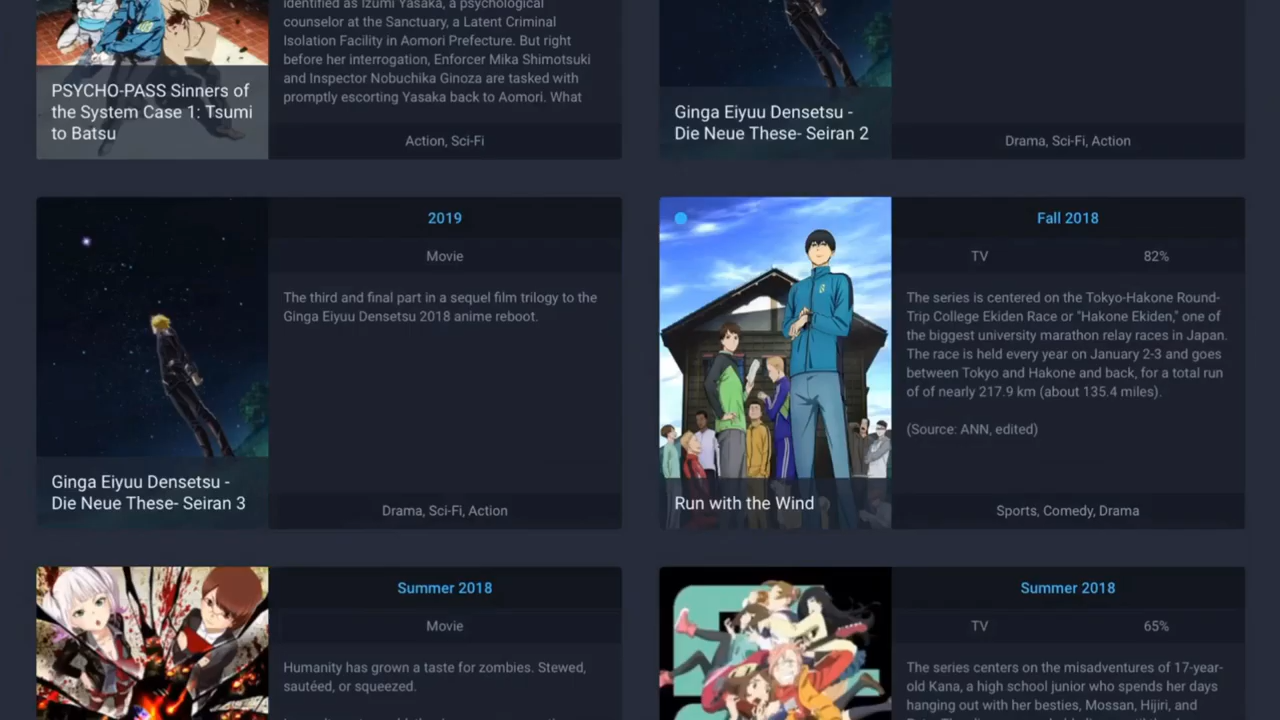 identified as Izumi Yasaka, a psychological
counselor at the Sanctuary, a Latent Criminal
Isolation Facility in Aomori Prefecture. But right
before her interrogation, Enforcer Mika Shimotsuki
and Inspector Nobuchika Ginoza are tasked with
promptly escorting Yasaka back to Aomori. What
PSYCHO-PASS Sinners of
the System Case 1: Tsumi
to Batsu
Action, Sci-Fi
Ginga Eiyuu Densetsu -
Die Neue These- Seiran 2
Drama, Sci-Fi, Action
2019
Movie
The third and final part in a sequel film trilogy to the
Ginga Eiyuu Densetsu 2018 anime reboot.
Ginga Eiyuu Densetsu -
Die Neue These- Seiran 3
Drama, Sci-Fi, Action
Fall 2018
TV 82%
The series is centered on the Tokyo-Hakone Round-
Trip College Ekiden Race or "Hakone Ekiden," one of
the biggest university marathon relay races in Japan.
The race is held every year on January 2-3 and goes
between Tokyo and Hakone and back, for a total run
of of nearly 217.9 km (about 135.4 miles).
(Source: ANN, edited)
Run with the Wind
Sports, Comedy, Drama
Summer 2018
Movie
Humanity has grown a taste for zombies. Stewed,
sautéed, or squeezed.
Summer 2018
TV 65%
The series centers on the misadventures of 17-year-
old Kana, a high school junior who spends her days
hanging out with her besties, Mossan, Hijiri, and